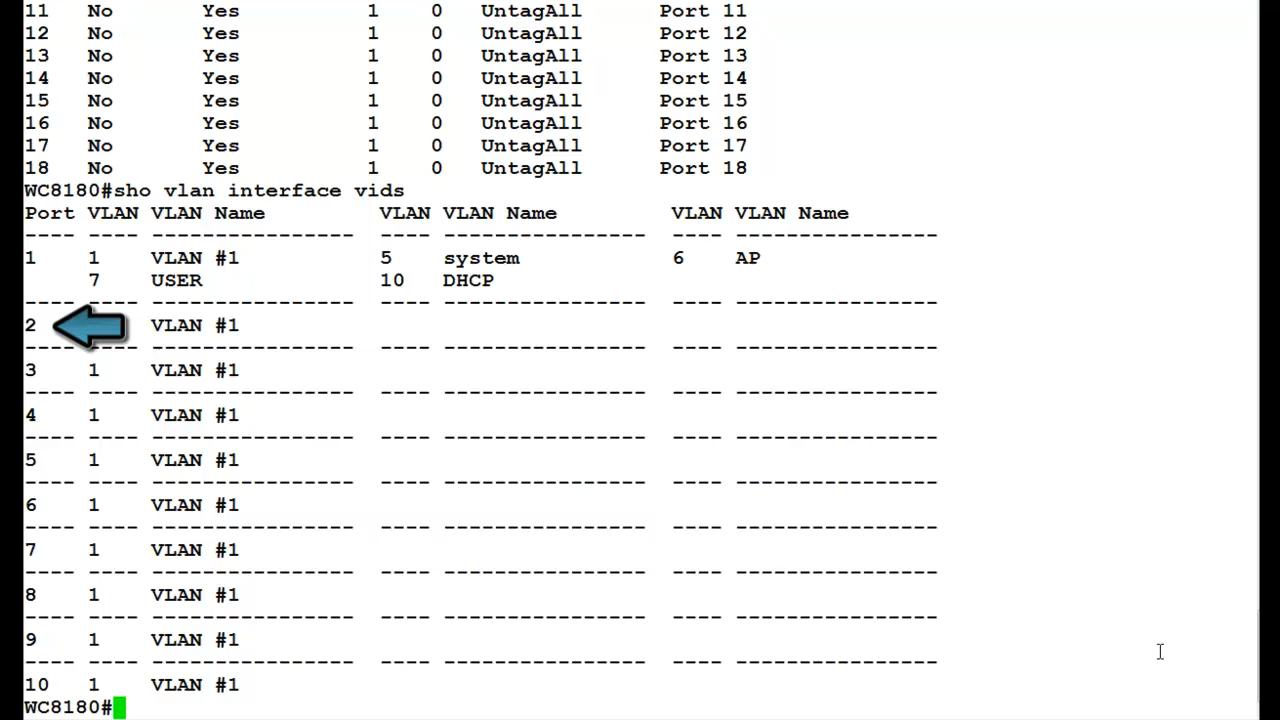 11 No Yes 1 0 UntagAll Port 11
12 No Yes 1 0 UntagAll Port 12
13 No Yes 1 0 UntagAll Port 13
14 No Yes 1 0 UntagAll Port 14
15 No Yes 1 0 UntagAll Port 15
16 No Yes 1 0 UntagAll Port 16
17 No Yes 1 0 UntagAll Port 17
18 No Yes 1 0 UntagAll Port 18
WC8180#sho vlan interface vids
Port VLAN VLAN Name VLAN VLAN Name VLAN VLAN Name
---- ---- ---------------- ---- ---------------- ---- ----------------
1 1 VLAN #1 5 system 6 AP
7 USER 10 DHCP
---- ---- ---------------- ---- ---------------- ---- ----------------
2 VLAN #1
---- ---- ---------------- ---- ---------------- ---- ----------------
3 1 VLAN #1
---- ---- ---------------- ---- ---------------- ---- ----------------
4 1 VLAN #1
---- ---- ---------------- ---- ---------------- ---- ----------------
5 1 VLAN #1
---- ---- ---------------- ---- ---------------- ---- ----------------
6 1 VLAN #1
---- ---- ---------------- ---- ---------------- ---- ----------------
7 1 VLAN #1
---- ---- ---------------- ---- ---------------- ---- ----------------
8 1 VLAN #1
---- ---- ---------------- ---- ---------------- ---- ----------------
9 1 VLAN #1
---- ---- ---------------- ---- ---------------- ---- ----------------
10 1 VLAN #1
WC8180#